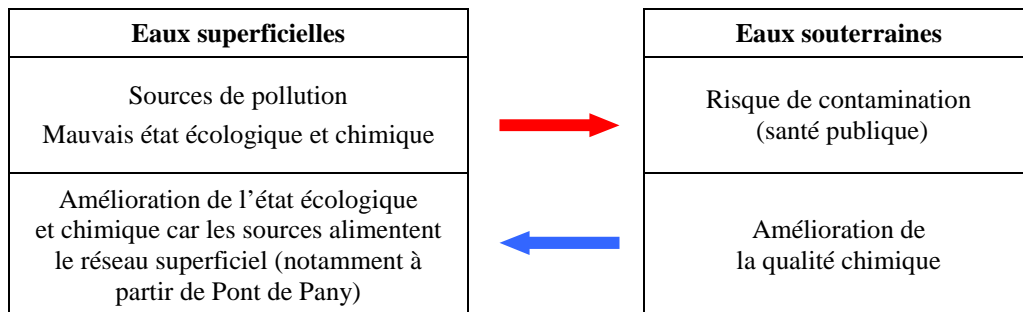 Eaux superficielles
Eaux souterraines
Sources de pollution
Mauvais état écologique et chimique
Risque de contamination
(santé publique)
Amélioration de l'état écologique
et chimique car les sources alimentent
le réseau superficiel (notamment à
partir de Pont de Pany)
Amélioration de
la qualité chimique